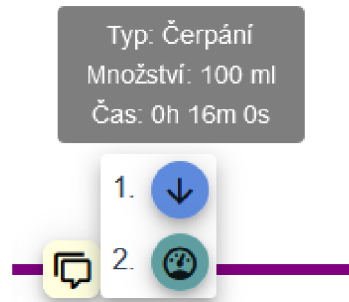 Typ: Čerpání
Množství: 100 ml
Čas: 0h 16m 0s
1.
2.